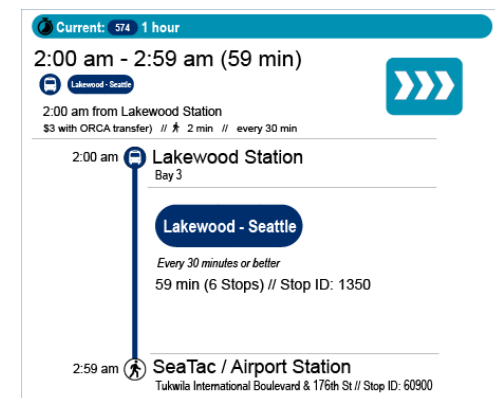 Current: 574 1 hour
2:00 am - 2:59 am (59 min)
Lakewood - Seattle
2:00 am from Lakewood Station
$3 with ORCA transfer) // 2 min // every 30 min
2:00 am Lakewood Station
Bay 3
Lakewood - Seattle
Every 30 minutes or better
59 min (6 Stops) // Stop ID: 1350
2:59 am SeaTac / Airport Station
Tukwila International Boulevard & 176th St // Stop ID: 60900